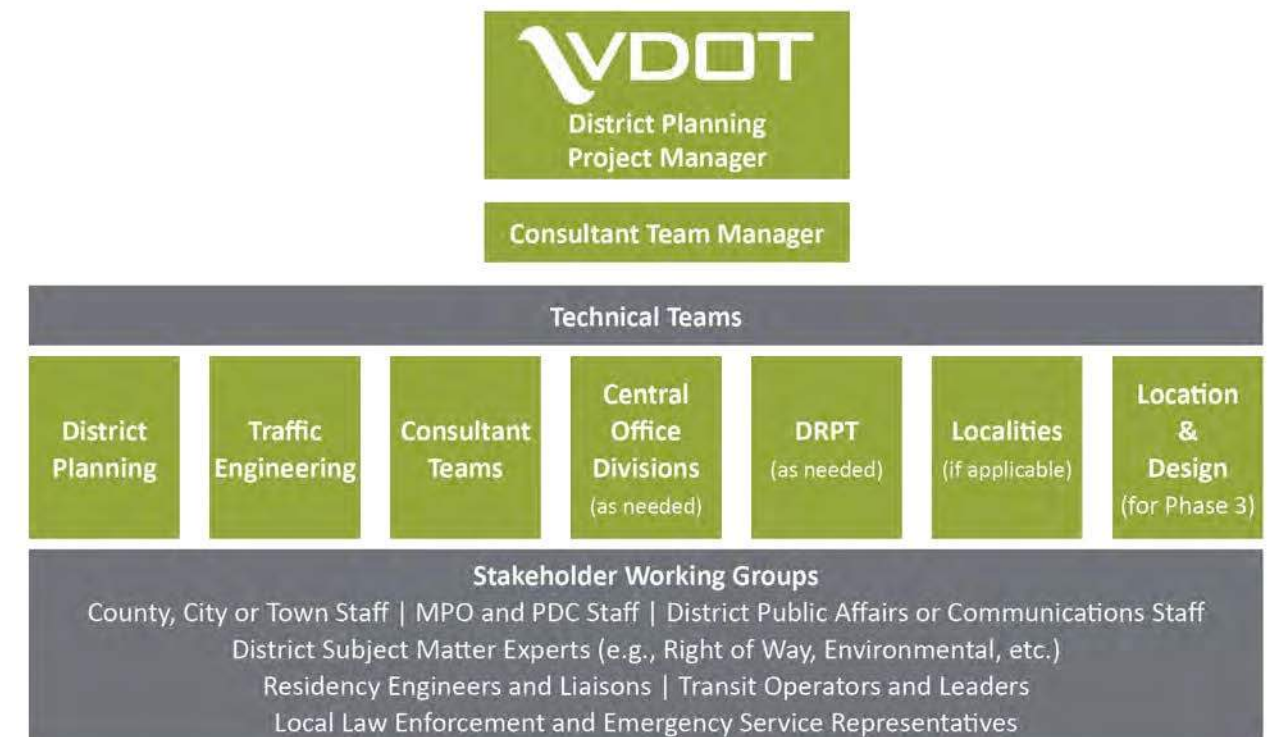 VDOT
District Planning
Project Manager
Consultant Team Manager
Technical Teams
District
Planning
Traffic
Engineering
Consultant
Teams
Central
Office
Divisions
(as needed)
DRPT
(as needed)
Localities
(if applicable)
Location
&
Design
(for Phase 3)
Stakeholder Working Groups
County, City or Town Staff | MPO and PDC Staff | District Public Affairs or Communications Staff
District Subject Matter Experts (e.g., Right of Way, Environmental, etc.)
Residency Engineers and Liaisons | Transit Operators and Leaders
Local Law Enforcement and Emergency Service Representatives